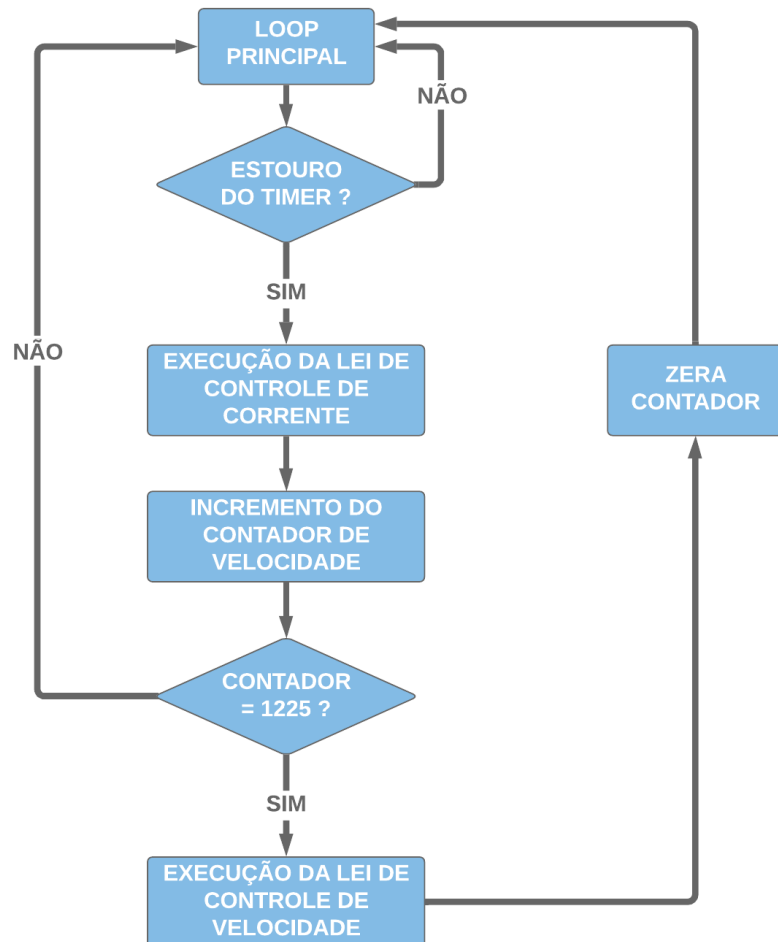 LOOP
PRINCIPAL
NÃO
ESTOURO
DO TIMER ?
SIM
NÃO
EXECUÇÃO DA LEI DE
CONTROLE DE
CORRENTE
ZERA
CONTADOR
INCREMENTO DO
CONTADOR DE
VELOCIDADE
CONTADOR
= 1225 ?
SIM
EXECUÇÃO DA LEI DE
CONTROLE DE
VELOCIDADE